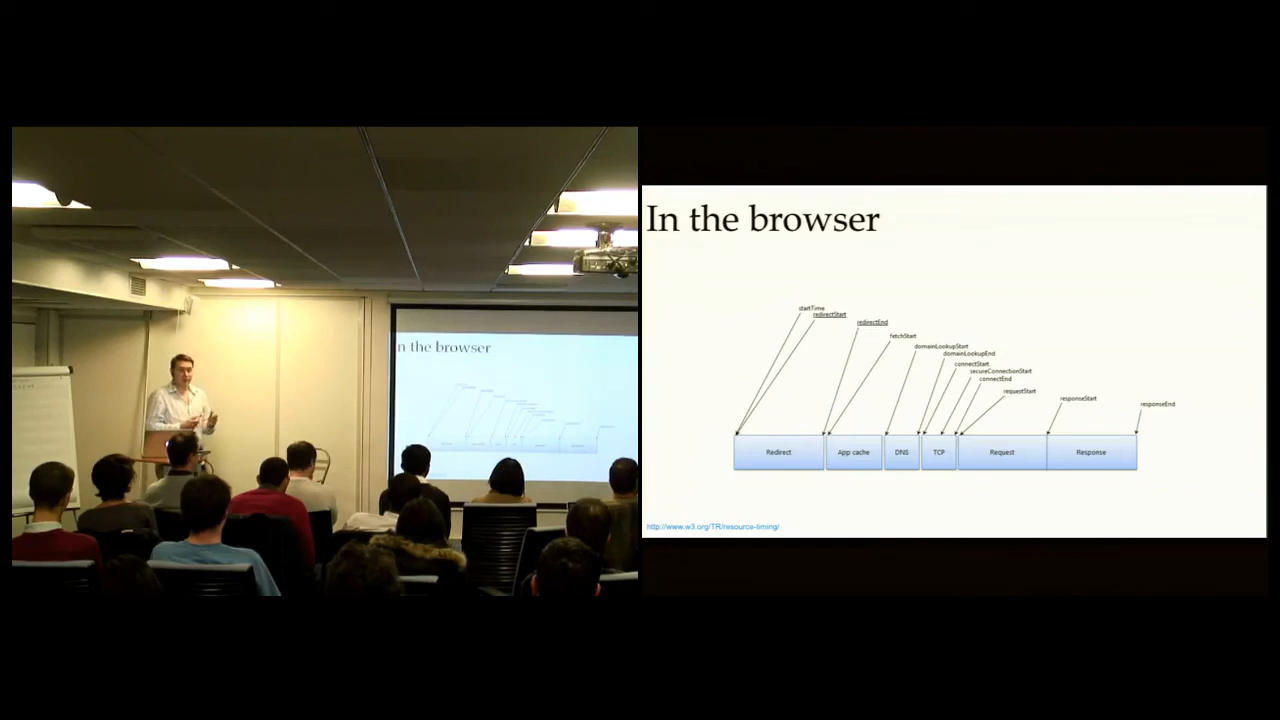 In the browser
startTime
redirectStart
redirectEnd
fetchStart
domainLookupStart
domainLookupEnd
connectStart
secureConnectionStart
connectEnd
requestStart
responseStart
responseEnd
Redirect
App cache
DNS
TCP
Request
Response
http://www.w3.org/TR/resource-timing/
n the browser